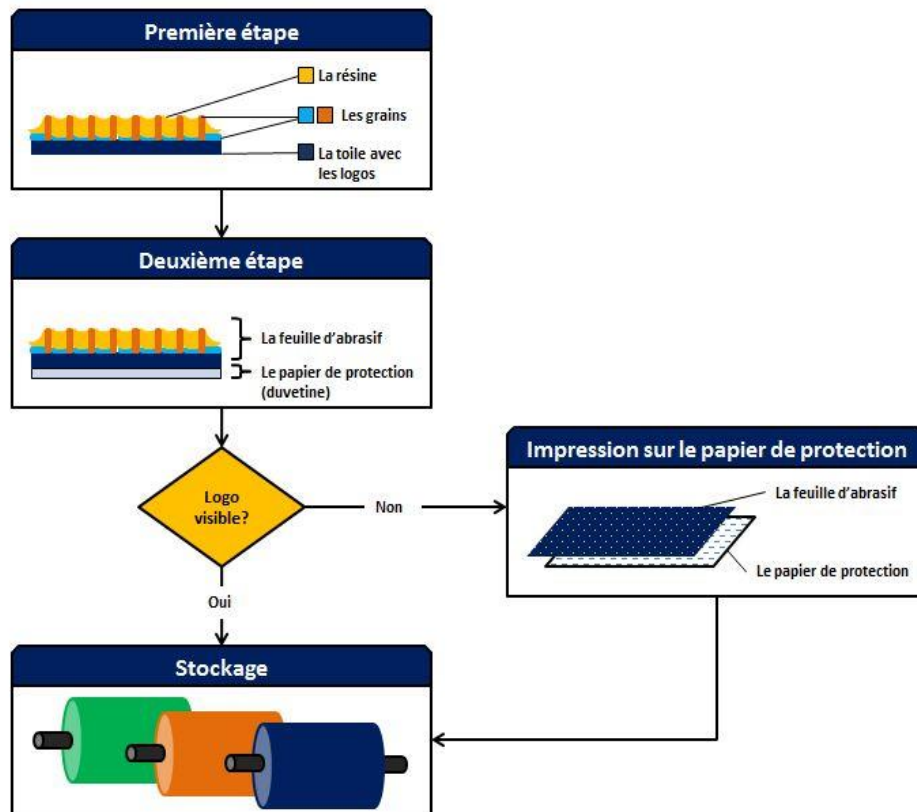 Première étape
La résine
Les grains
La toile avec
les logos
Deuxième étape
La feuille d'abrasif
Le papier de protection
(duvetine)
Logo
visible?
Non
Impression sur le papier de protection
La feuille d'abrasif
Le papier de protection
Oui
Stockage